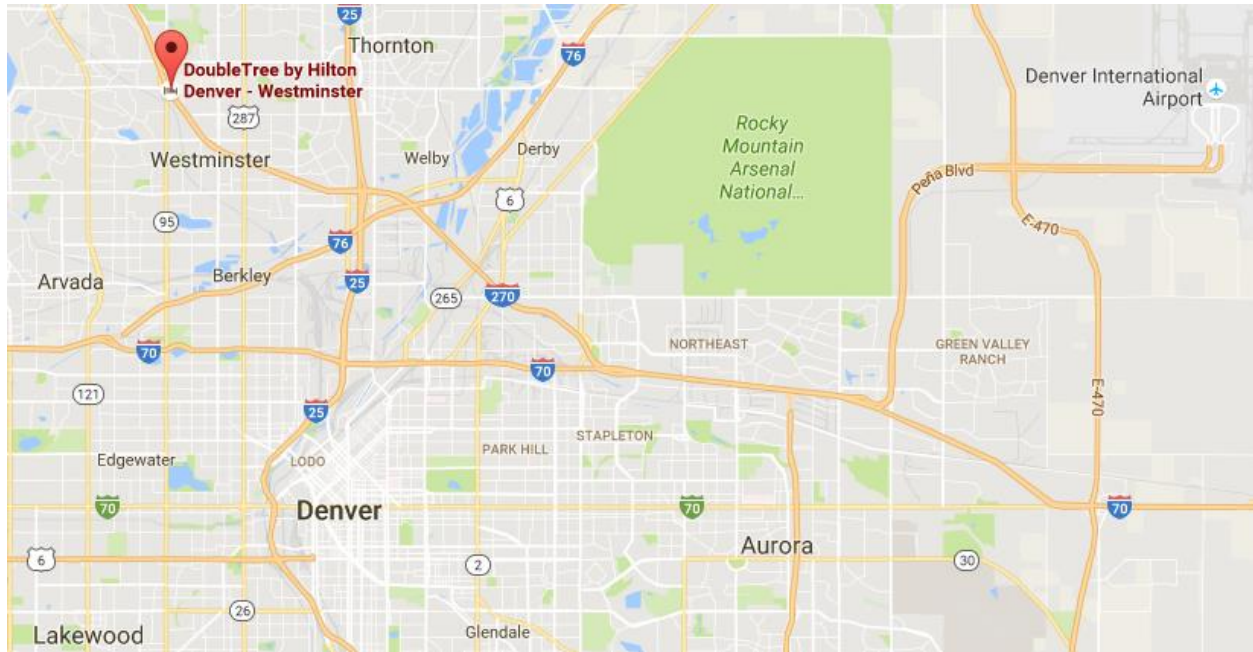 25
Thornton
76
DoubleTree by Hilton
Denver - Westminster
Denver International
Airport
287
Rocky
Mountain
Arsenal
National...
Westminster
Welby
Derby
Peña Blvd
6
95
E-470
76
Arvada
Berkley
25
265
270
NORTHEAST
GREEN VALLEY
RANCH
70
70
121
25
E-470
Edgewater
LODO
PARK HILL
STAPLETON
70
Denver
70
70
6
Aurora
2
30
26
Lakewood
Glendale